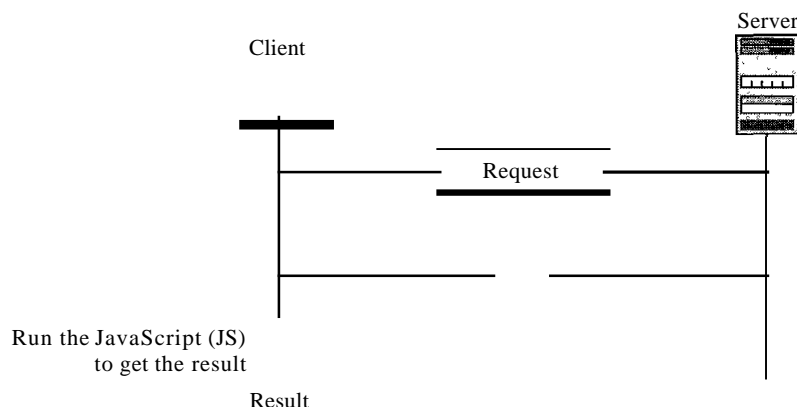 Server
Client
Request
Run the JavaScript (JS)
to get the result
Result